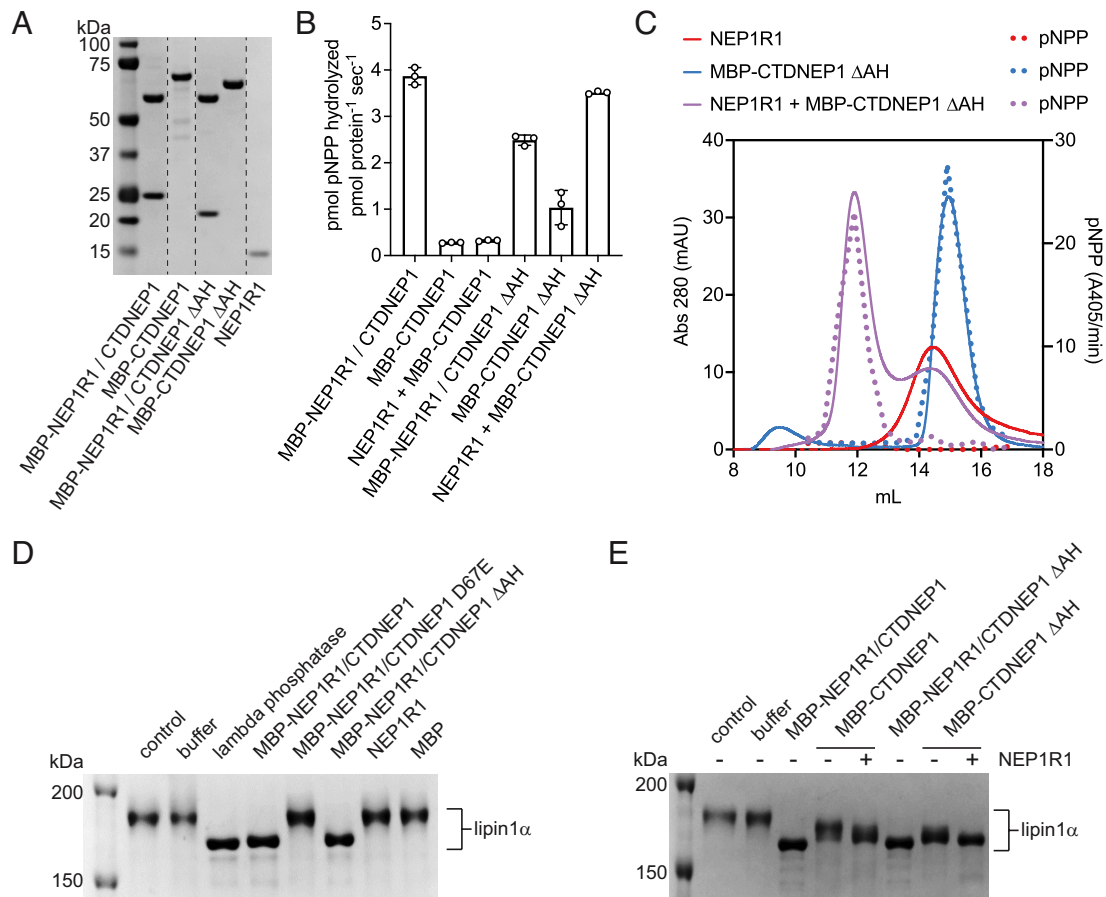 A
kDa
100
75
50
37
25
20
15
MBP-NEP1R1 / CTDNEP1
MBP-CTDNEP1
MBP-NEP1R1 / CTDNEP1 ΔAH
MBP-CTDNEP1 ΔAH
NEP1R1
B
pmol pNPP hydrolyzed
pmol protein⁻¹ sec⁻¹
5
4
3
2
1
0
MBP-NEP1R1 / CTDNEP1
MBP-CTDNEP1
NEP1R1 + MBP-CTDNEP1
MBP-NEP1R1 / CTDNEP1 ΔAH
MBP-CTDNEP1 ΔAH
NEP1R1 + MBP-CTDNEP1 ΔAH
C
NEP1R1 pNPP
MBP-CTDNEP1 ΔAH pNPP
NEP1R1 + MBP-CTDNEP1 ΔAH pNPP
Abs 280 (mAU)
40
30
20
10
0
pNPP (A405/min)
30
20
10
0
8 10 12 14 16 18
mL
D
control
buffer
lambda phosphatase
MBP-NEP1R1/CTDNEP1
MBP-NEP1R1/CTDNEP1 D67E
MBP-NEP1R1/CTDNEP1 ΔAH
NEP1R1
MBP
kDa
200
150
lipin1α
E
control
buffer
MBP-NEP1R1/CTDNEP1
MBP-CTDNEP1
MBP-NEP1R1/CTDNEP1 ΔAH
MBP-CTDNEP1 ΔAH
kDa - - - - + - - + NEP1R1
200
150
lipin1α